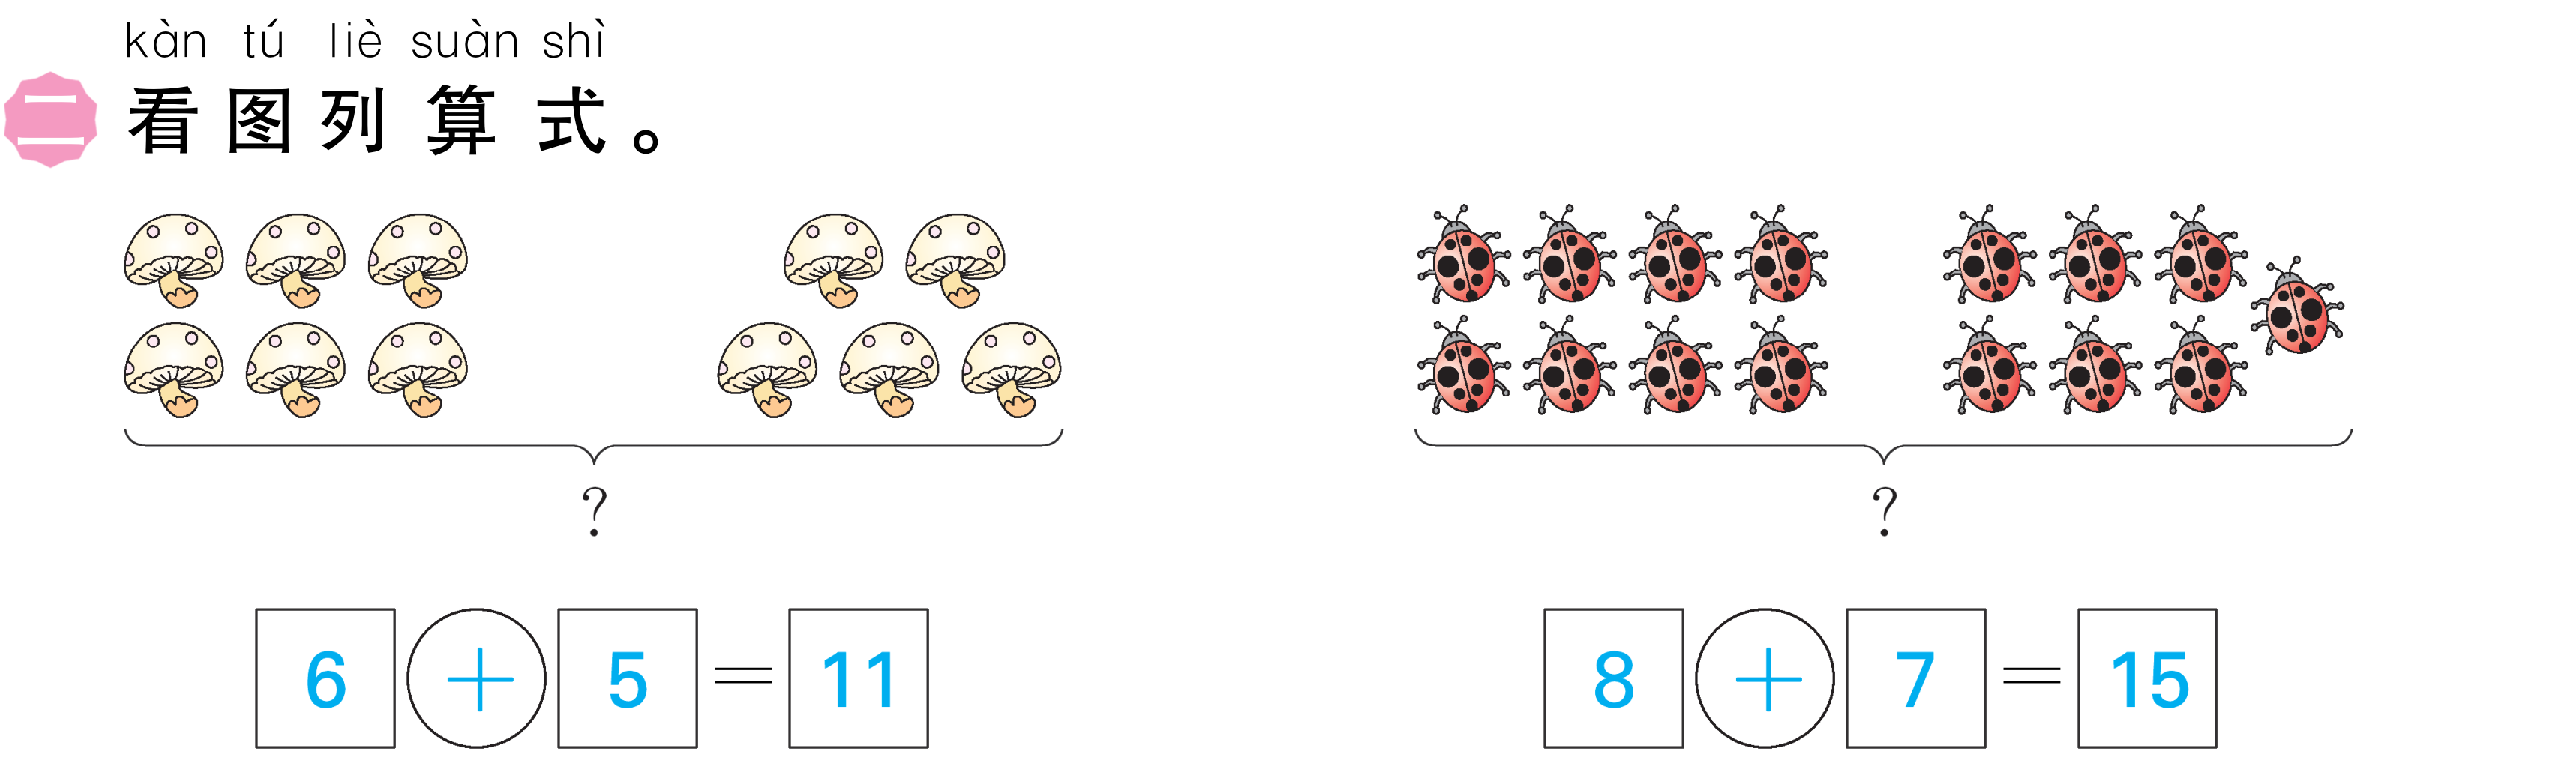 kàn tú liè suàn shì
二 看图列算式。
? ?
6 + 5 = 11 8 + 7 = 15